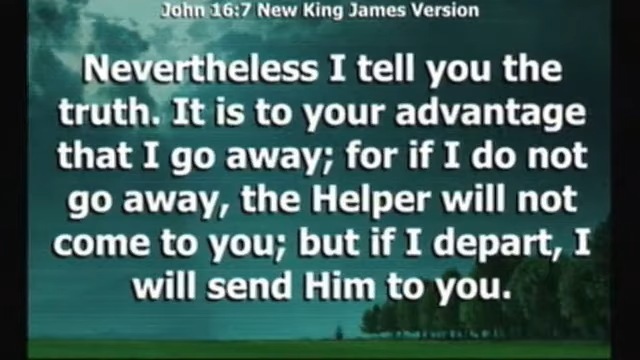 John 16:7 New King James Version
Nevertheless I tell you the
truth. It is to your advantage
that I go away; for if I do not
go away, the Helper will not
come to you; but if I depart, I
will send Him to you.